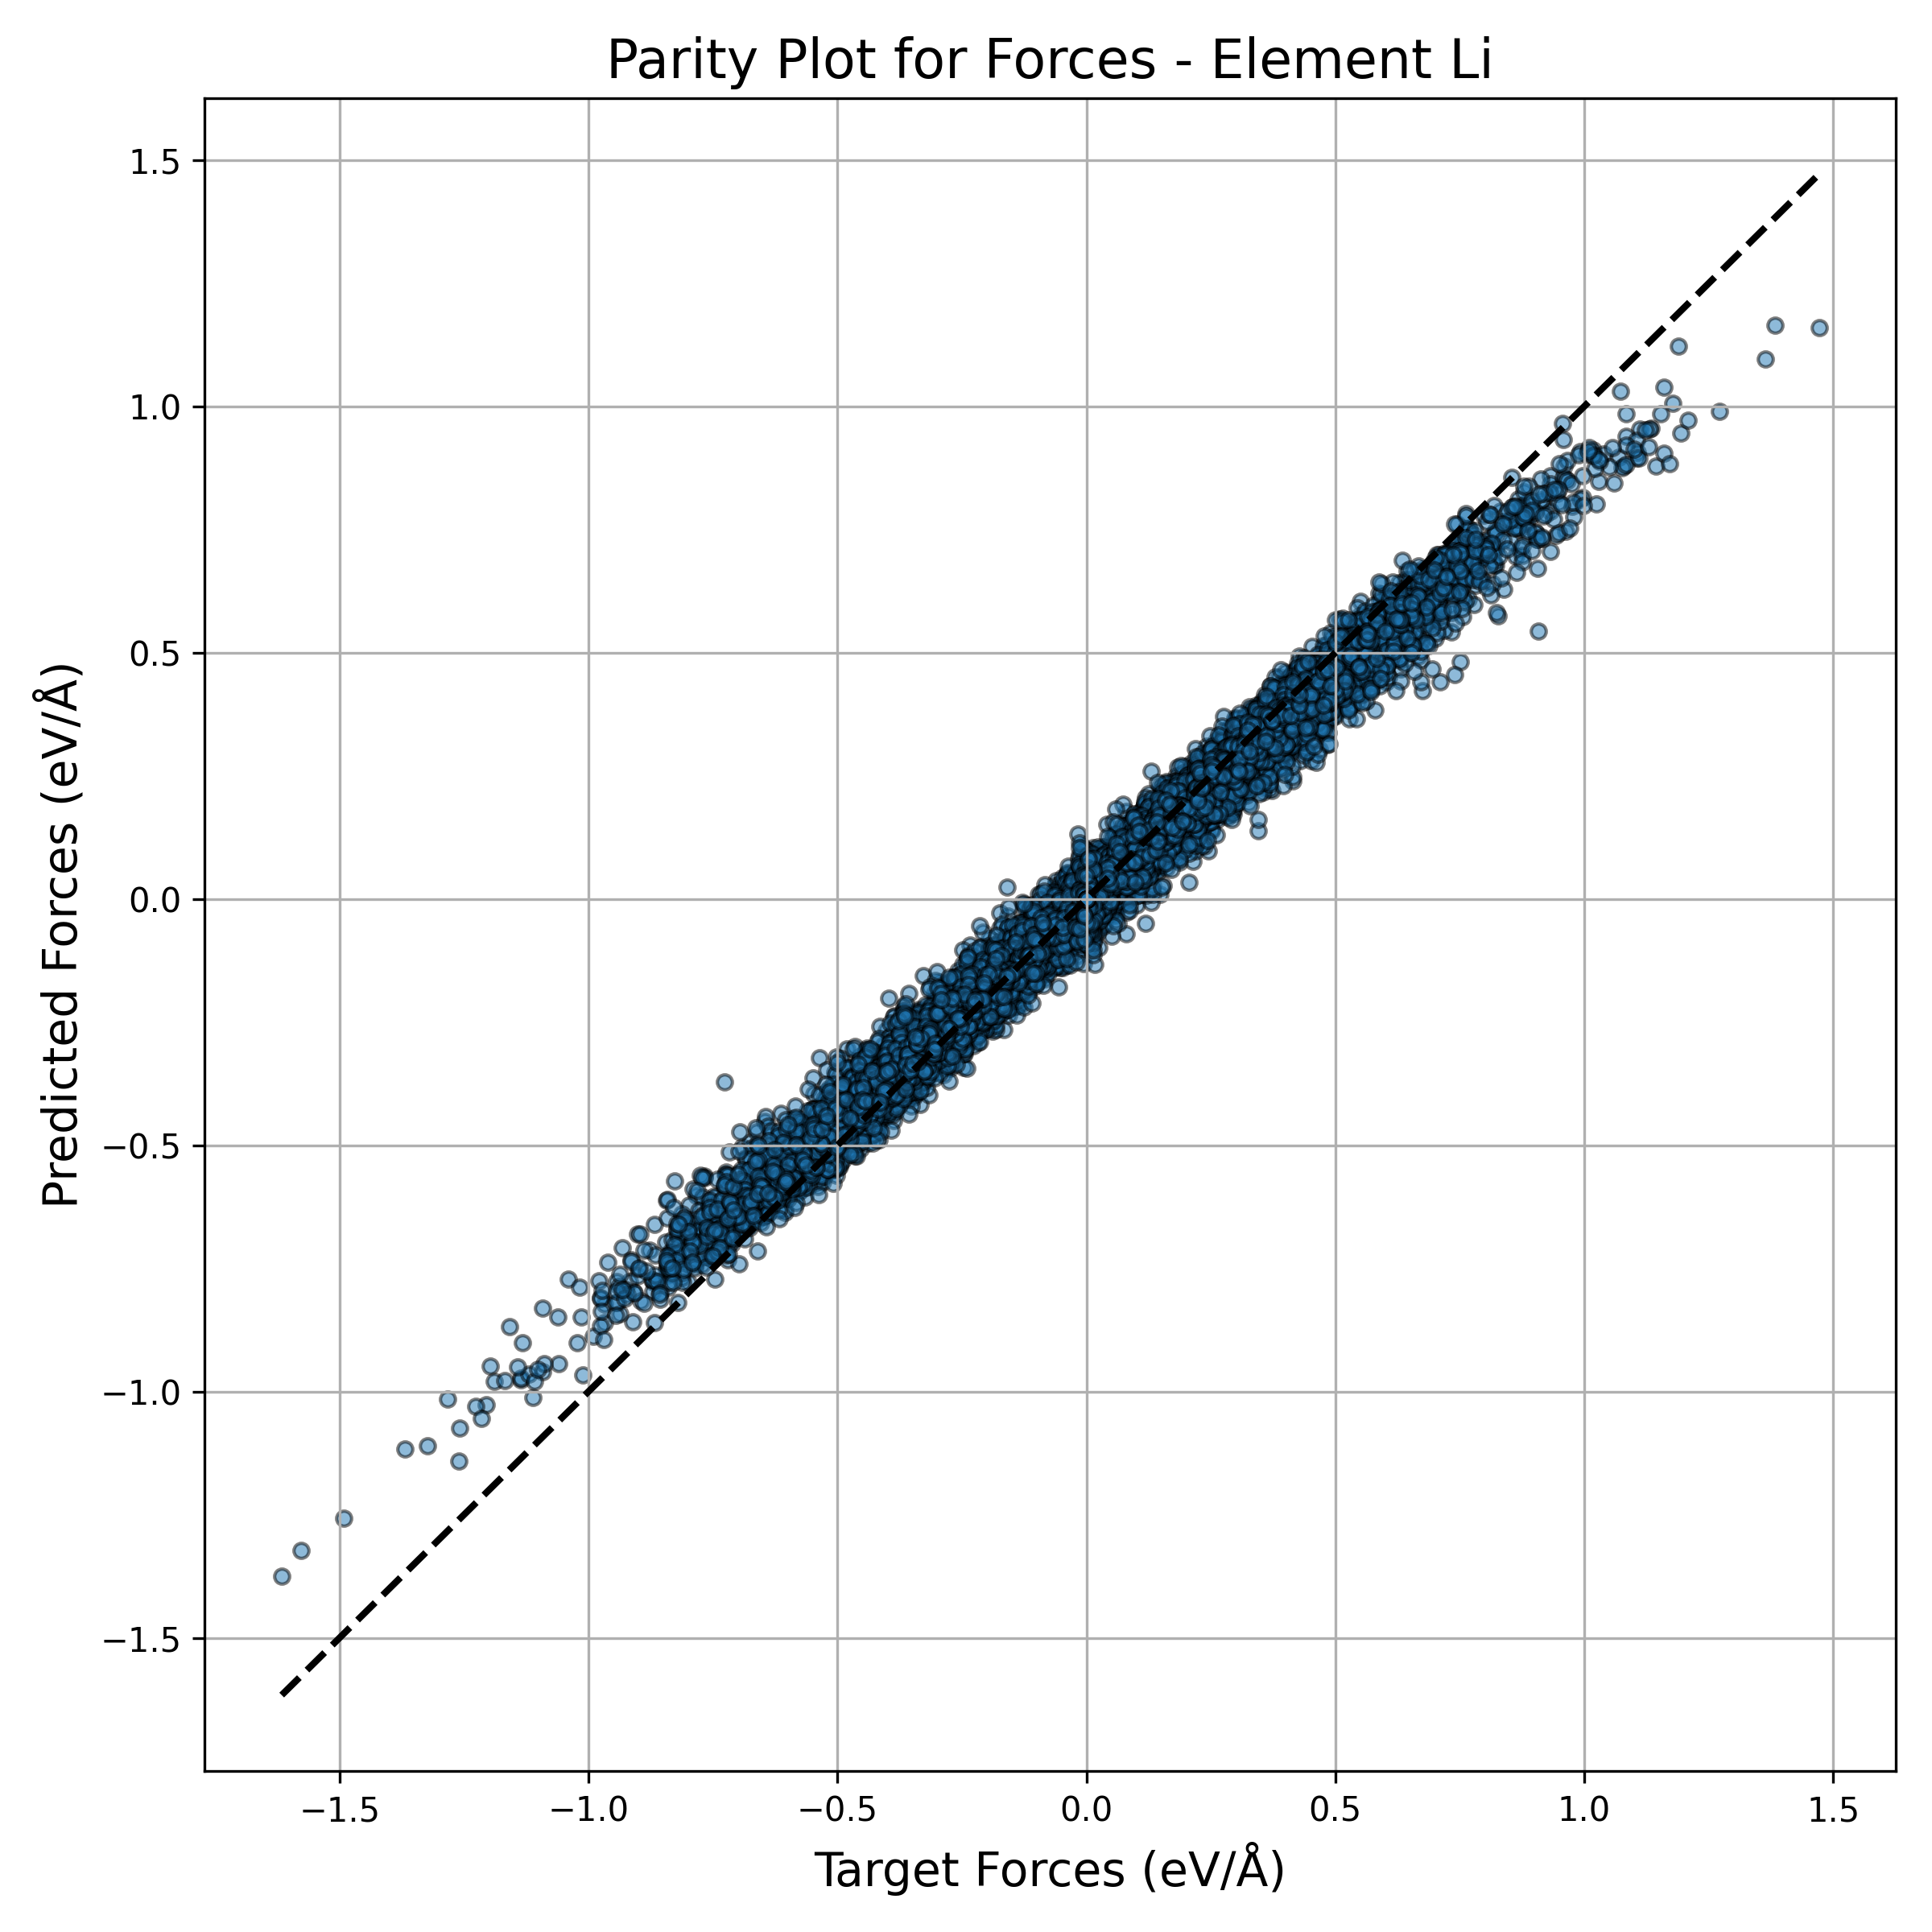 Parity Plot for Forces - Element Li
1.5
1.0
0.5
0.0
−0.5
−1.0
−1.5
Predicted Forces (eV/Å)
−1.5 −1.0 −0.5 0.0 0.5 1.0 1.5
Target Forces (eV/Å)